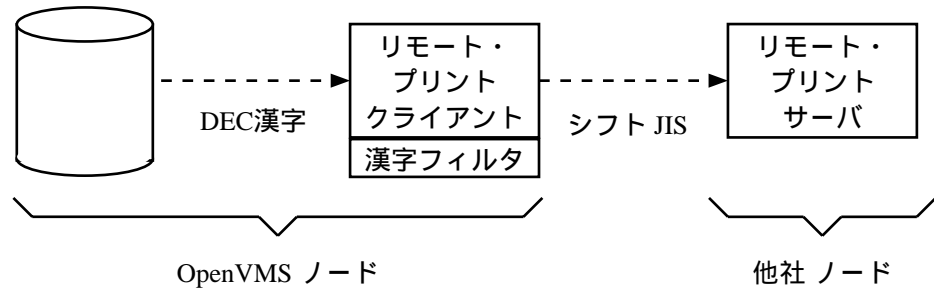 リモート・
プリント
クライアント
漢字フィルタ
DEC漢字
シフト JIS
リモート・
プリント
サーバ
OpenVMS ノード
他社 ノード